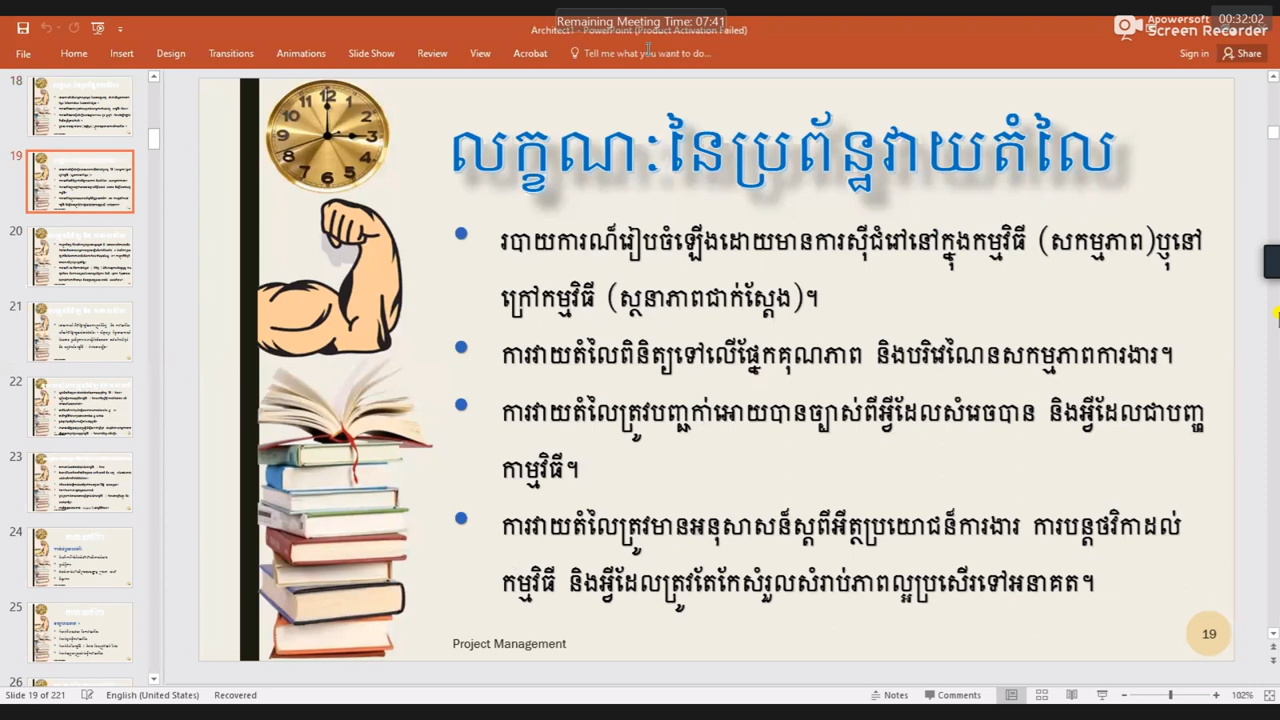 Remaining Meeting Time: 07:41
00:32:02
Architect1 - PowerPoint (Product Activation Failed)
Apowersoft
Screen Recorder
File Home Insert Design Transitions Animations Slide Show Review View Acrobat Tell me what you want to do... Sign in Share
18
19
20
21
22
23
24
25
26
លក្ខណៈនៃប្រព័ន្ធវាយតំលៃ
របាយការណ៍រៀបចំឡើងដោយមានចារស៊ីជំរៅនៅក្នុងកម្មវិធី (សកម្មភាព)ឬនៅ
ក្រៅកម្មវិធី (ស្ថនាភាពជាក់ស្តែង)។
ការវាយតំលៃពិនិត្យទៅលើផ្នែកគុណភាព និងបរិវេណែនសកម្មភាពការងារ។
ការវាយតំលៃត្រូវបញ្ជាក់អោយបានច្បាស់ពីអ្វីដែលសំរេចបាន និងអ្វីដែលជាបញ្ហ
កាម្មវិធី។
ការវាយតំលៃត្រូវមានអនុសាសន៍ស្តពីអត្ថប្រយោជន៍ការងារ ការបន្តថវិកាដល់
កម្មវិធី និងអ្វីដែលត្រូវតែកែសំរួលសំរាប់ភាពល្អប្រសើរទៅអនាគត។
Project Management
19
Slide 19 of 221 English (United States) Recovered Notes Comments 102%